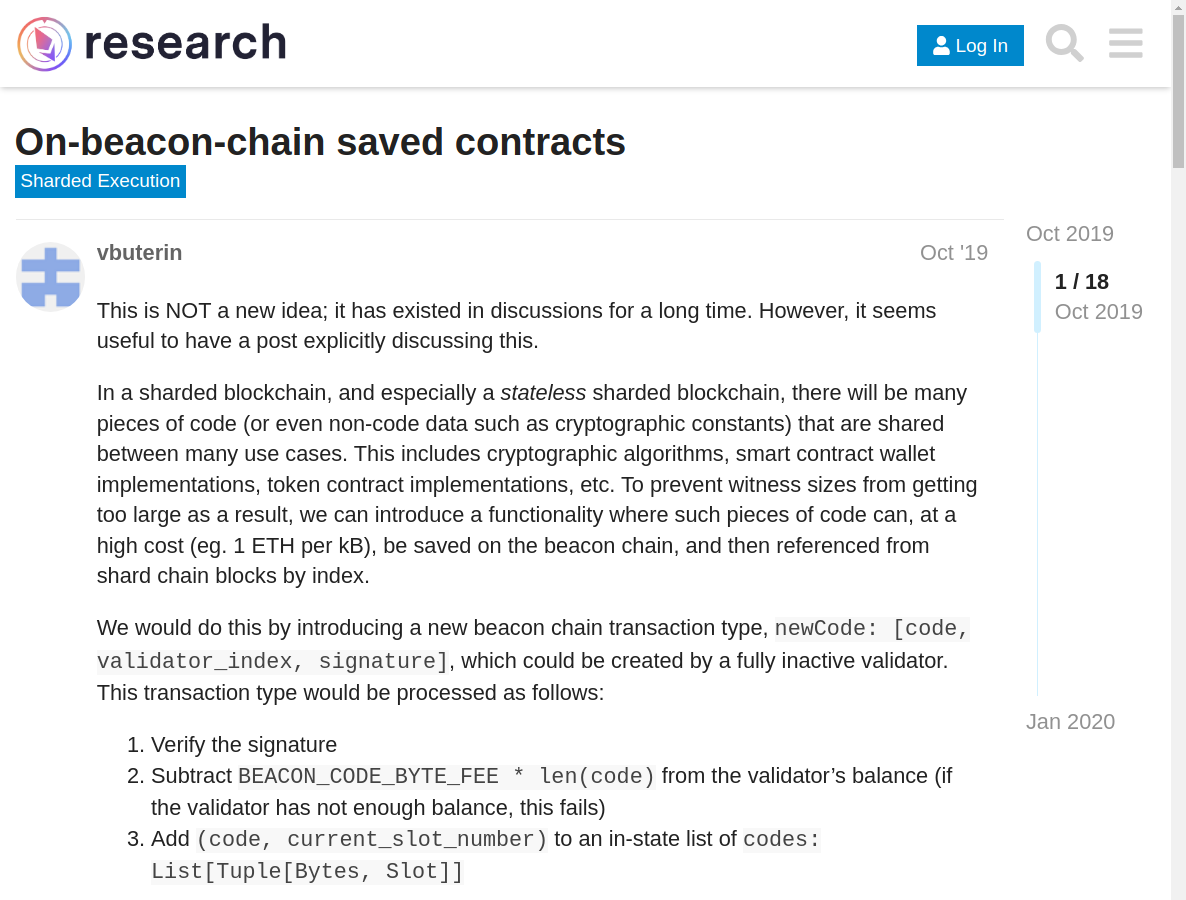 research
Log In
On-beacon-chain saved contracts
Sharded Execution
vbuterin
Oct '19
This is NOT a new idea; it has existed in discussions for a long time. However, it seems
useful to have a post explicitly discussing this.
In a sharded blockchain, and especially a stateless sharded blockchain, there will be many
pieces of code (or even non-code data such as cryptographic constants) that are shared
between many use cases. This includes cryptographic algorithms, smart contract wallet
implementations, token contract implementations, etc. To prevent witness sizes from getting
too large as a result, we can introduce a functionality where such pieces of code can, at a
high cost (eg. 1 ETH per kB), be saved on the beacon chain, and then referenced from
shard chain blocks by index.
We would do this by introducing a new beacon chain transaction type, newCode: [code,
validator_index, signature], which could be created by a fully inactive validator.
This transaction type would be processed as follows:
1. Verify the signature
2. Subtract BEACON_CODE_BYTE_FEE * len(code) from the validator’s balance (if
the validator has not enough balance, this fails)
3. Add (code, current_slot_number) to an in-state list of codes:
List[Tuple[Bytes, Slot]]
Oct 2019
1 / 18
Oct 2019
Jan 2020